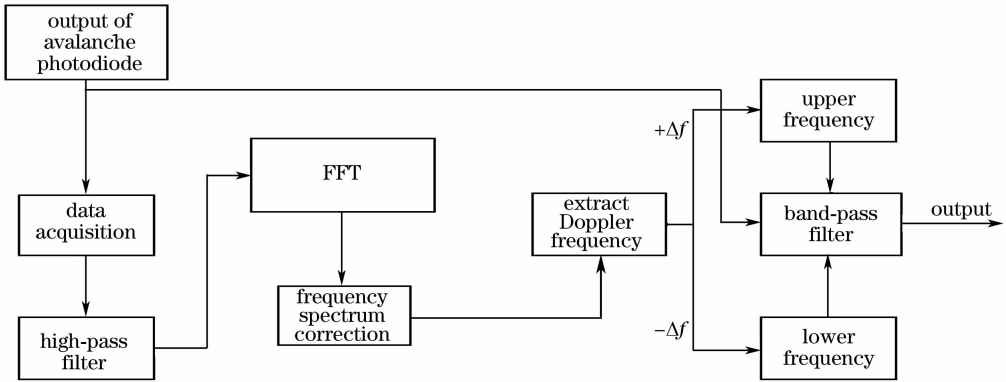 output of
avalanche
photodiode
data
acquisition
high-pass
filter
FFT
frequency
spectrum
correction
extract
Doppler
frequency
+Δf
−Δf
upper
frequency
band-pass
filter
lower
frequency
output